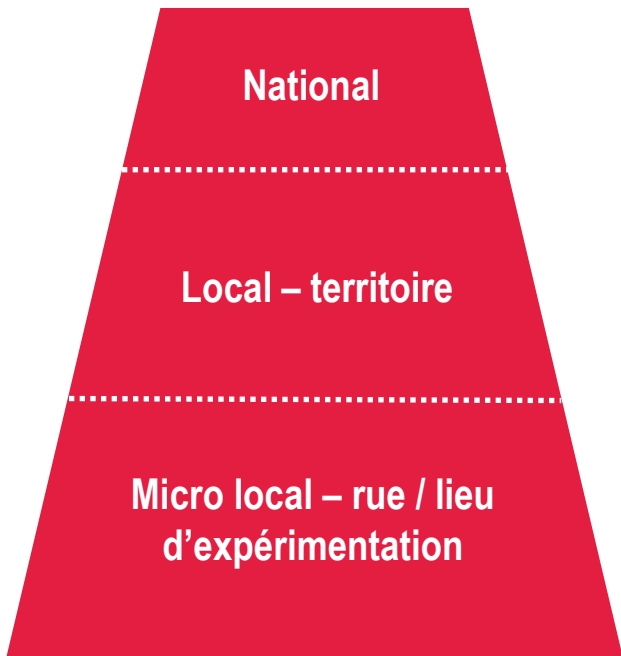 National
Local – territoire
Micro local – rue / lieu
d’expérimentation